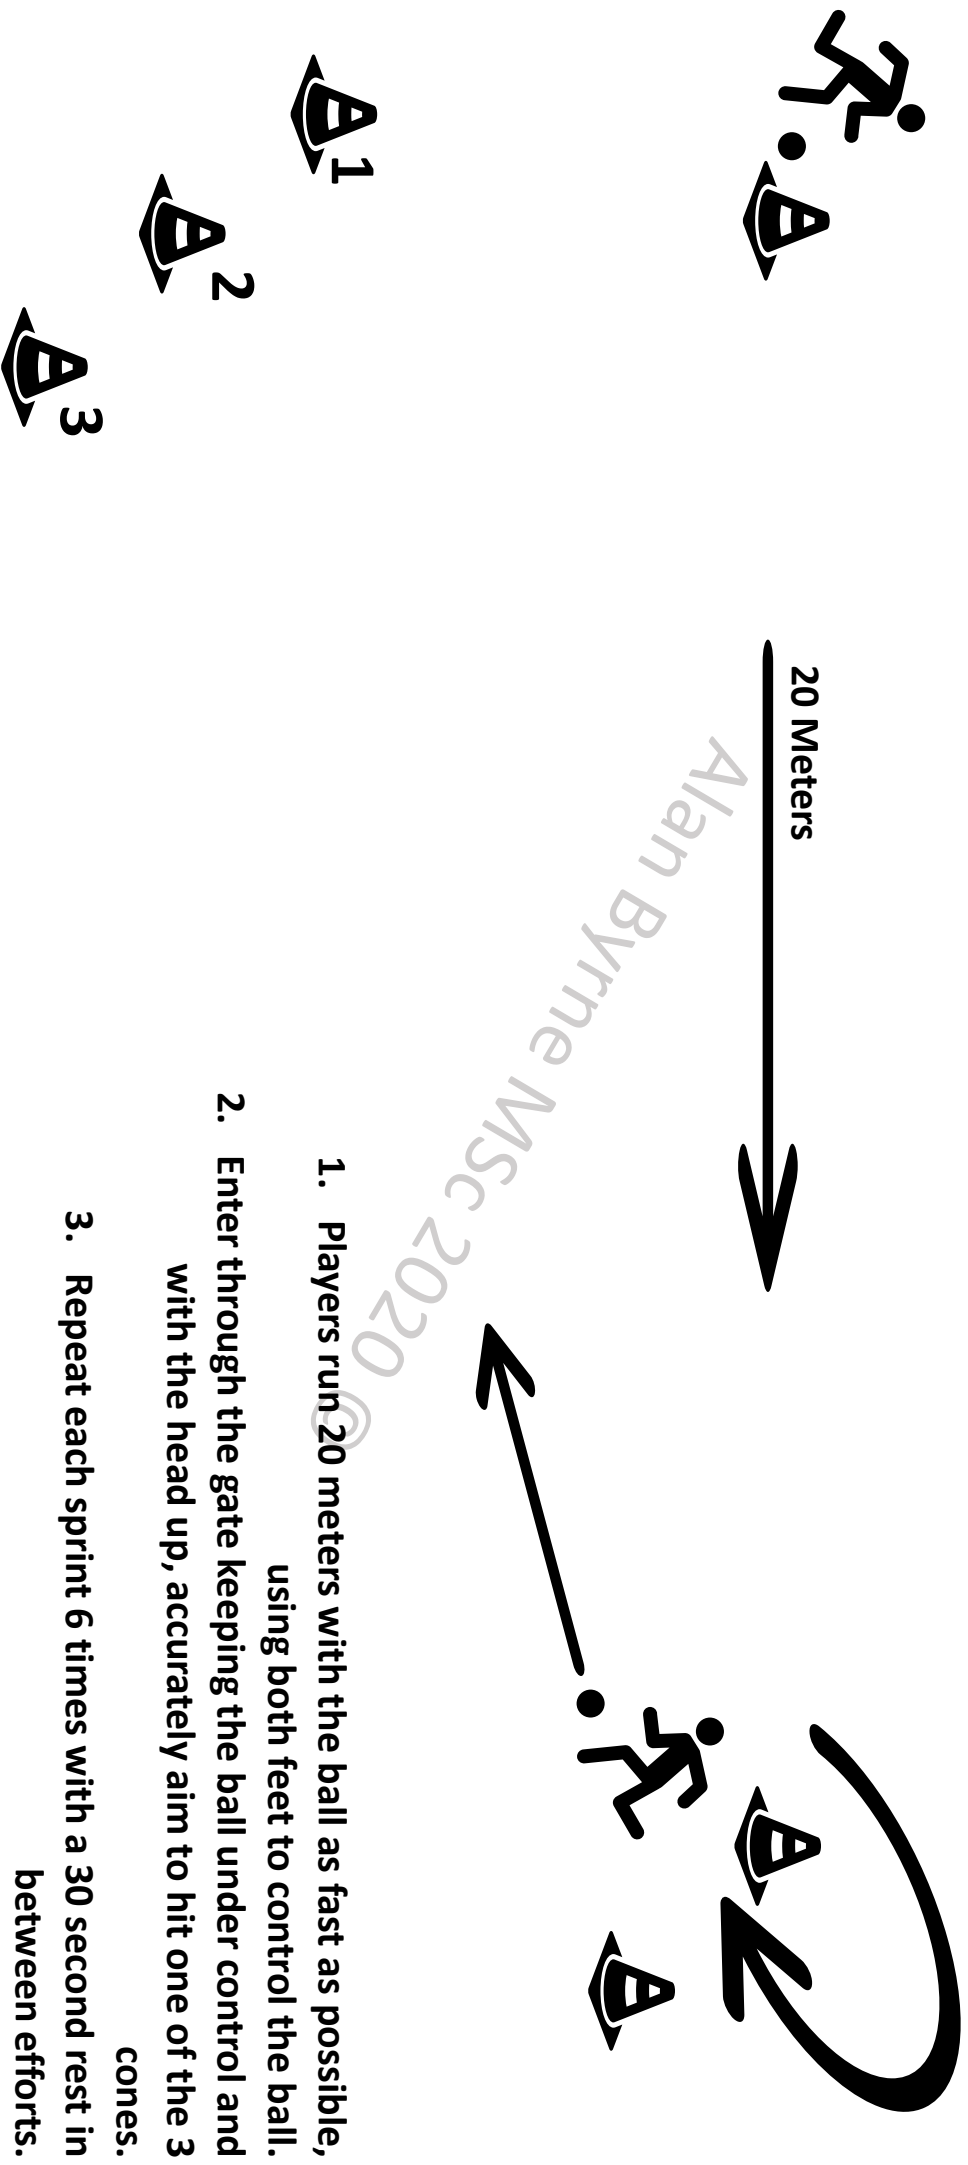 20 Meters
1
2
3
Alan Byrne MSc 2020 ©
1. Players run 20 meters with the ball as fast as possible,
using both feet to control the ball.
2. Enter through the gate keeping the ball under control and
with the head up, accurately aim to hit one of the 3
cones.
3. Repeat each sprint 6 times with a 30 second rest in
between efforts.